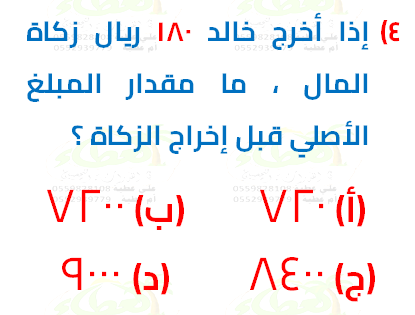 ٤) إذا أخرج خالد ١٨٠ ريال زكاة
المال ، ما مقدار المبلغ
الأصلي قبل إخراج الزكاة ؟
(أ) ٧٢٠ (ب) ٧٢٠٠
(ج) ٨٤٠٠ (د) ٩٠٠٠